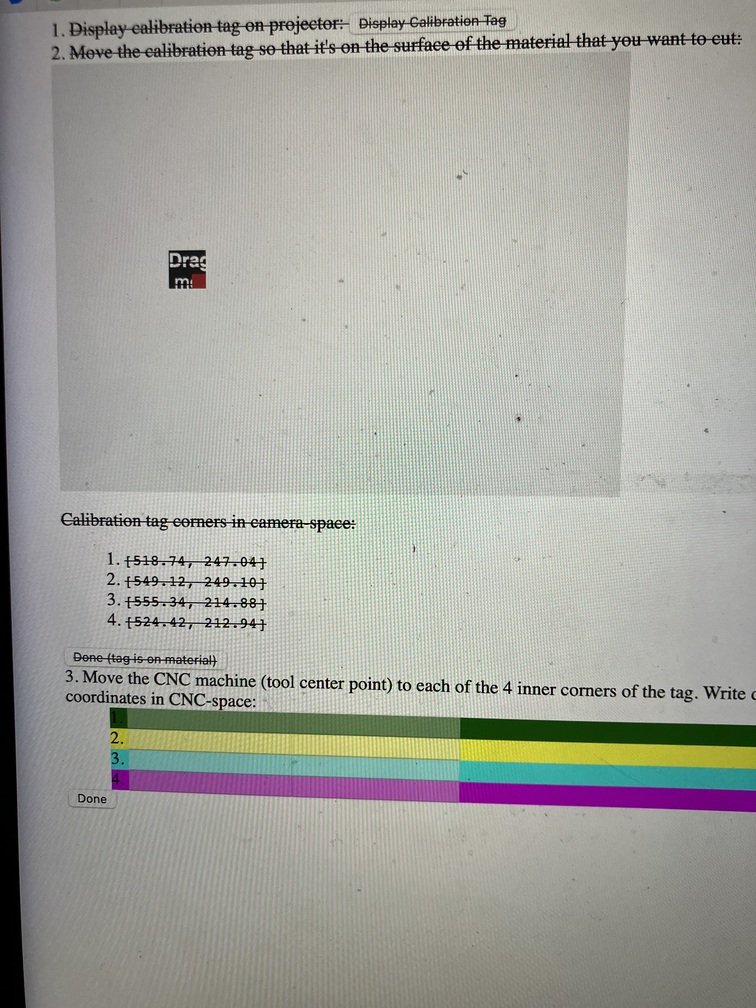 1. Display calibration tag on projector: Display Calibration Tag
2. Move the calibration tag so that it's on the surface of the material that you want to cut:
Drag
Calibration tag corners in camera-space:
1. [518.74, 247.04]
2. [549.12, 249.10]
3. [555.34, 214.88]
4. [524.42, 212.94]
Done (tag is on material)
3. Move the CNC machine (tool center point) to each of the 4 inner corners of the tag. Write
coordinates in CNC-space:
1.
2.
3.
4.
Done